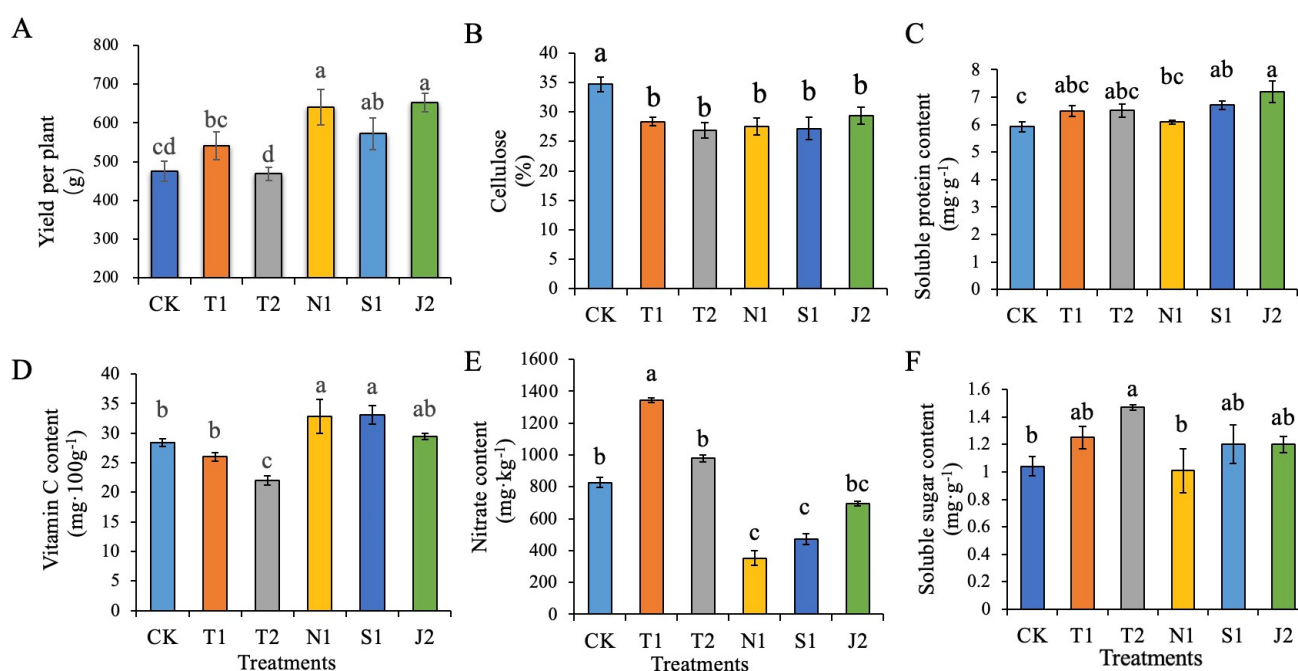 A
Yield per plant
(g)
800
700
600
500
400
300
200
cd
bc
d
a
ab
a
CK T1 T2 N1 S1 J2
B
Cellulose
(%)
40
35
30
25
20
15
10
5
0
a
b
b
b
b
b
CK T1 T2 N1 S1 J2
C
Soluble protein content
(mg·g-1)
8
7
6
5
4
3
2
1
0
c
abc
abc
bc
ab
a
CK T1 T2 N1 S1 J2
D
Vitamin C content
(mg·100g-1)
40
35
30
25
20
15
10
5
0
b
b
c
a
a
ab
CK T1 T2 N1 S1 J2
Treatments
E
Nitrate content
(mg·kg-1)
1600
1400
1200
1000
800
600
400
200
0
b
a
b
c
c
bc
CK T1 T2 N1 S1 J2
Treatments
F
Soluble sugar content
(mg·g-1)
1.6
1.4
1.2
1
0.8
0.6
0.4
0.2
0
b
ab
a
b
ab
ab
CK T1 T2 N1 S1 J2
Treatments